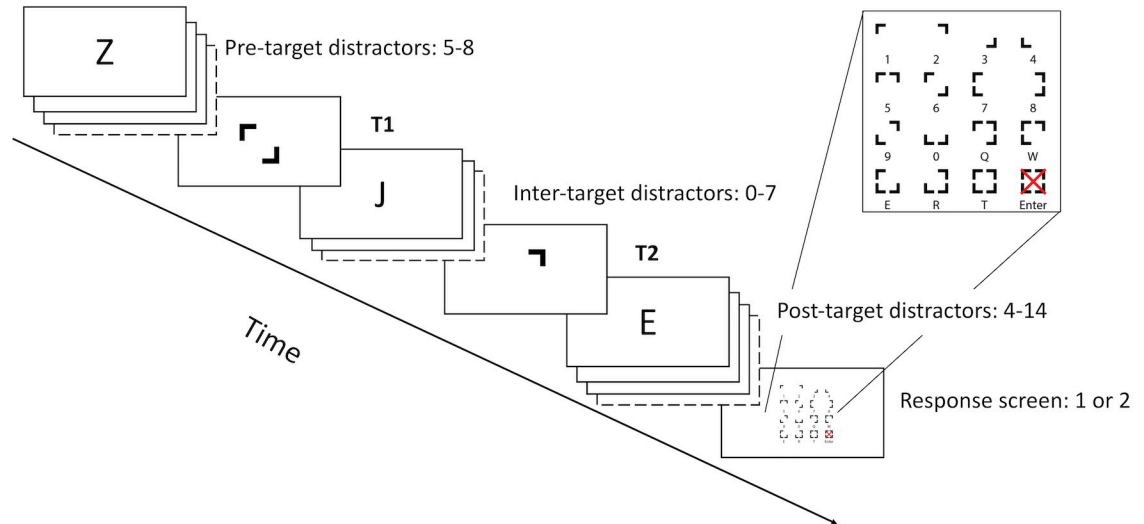 Z
Pre-target distractors: 5-8
T1
J
Inter-target distractors: 0-7
T2
E
Post-target distractors: 4-14
Response screen: 1 or 2
Time
1 2 3 4
5 6 7 8
9 0 Q W
E R T Enter